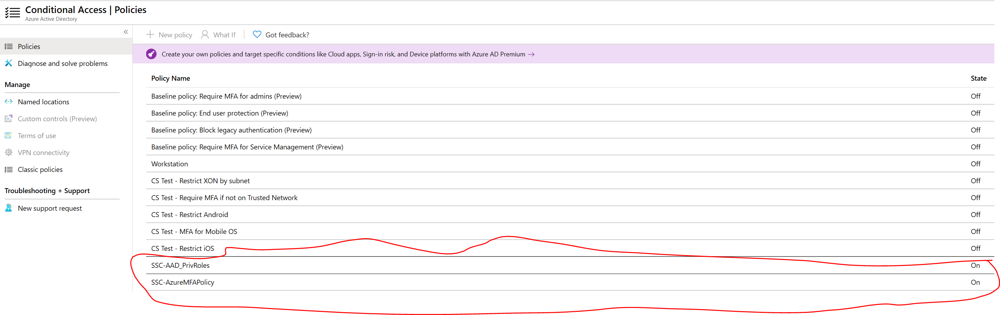 Conditional Access | Policies
Azure Active Directory
«
Policies
Diagnose and solve problems
Manage
Named locations
Custom controls (Preview)
Terms of use
VPN connectivity
Classic policies
Troubleshooting + Support
New support request
New policy What If Got feedback?
Create your own policies and target specific conditions like Cloud apps, Sign-in risk, and Device platforms with Azure AD Premium →
Policy Name State
Baseline policy: Require MFA for admins (Preview) Off
Baseline policy: End user protection (Preview) Off
Baseline policy: Block legacy authentication (Preview) Off
Baseline policy: Require MFA for Service Management (Preview) Off
Workstation Off
CS Test - Restrict XON by subnet Off
CS Test - Require MFA if not on Trusted Network Off
CS Test - Restrict Android Off
CS Test - MFA for Mobile OS Off
CS Test - Restrict iOS Off
SSC-AAD_PrivRoles On
SSC-AzureMFAPolicy On